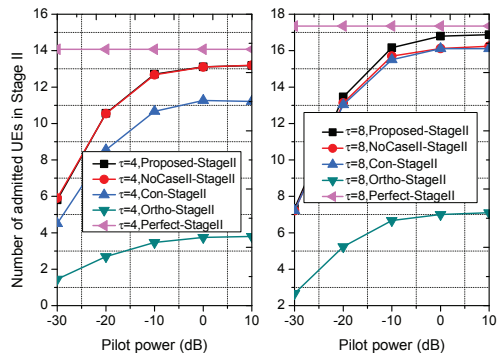 Number of admitted UEs in Stage II
18
16
14
12
10
8
6
4
2
0
-30
-20
-10
0
10
Pilot power (dB)
τ=4,Proposed-StageII
τ=4,NoCaseII-StageII
τ=4,Con-StageII
τ=4,Ortho-StageII
τ=4,Perfect-StageII
18
16
14
12
10
8
6
4
2
-30
-20
-10
0
10
Pilot power (dB)
τ=8,Proposed-StageII
τ=8,NoCaseII-StageII
τ=8,Con-StageII
τ=8,Ortho-StageII
τ=8,Perfect-StageII